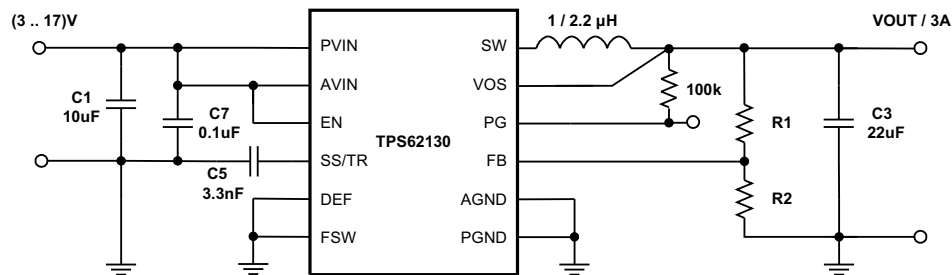 (3 .. 17)V
1 / 2.2 µH
VOUT / 3A
PVIN
SW
AVIN
VOS
100k
C1
10uF
C7
0.1uF
EN
PG
TPS62130
R1
C3
22uF
SS/TR
FB
C5
3.3nF
DEF
AGND
R2
FSW
PGND